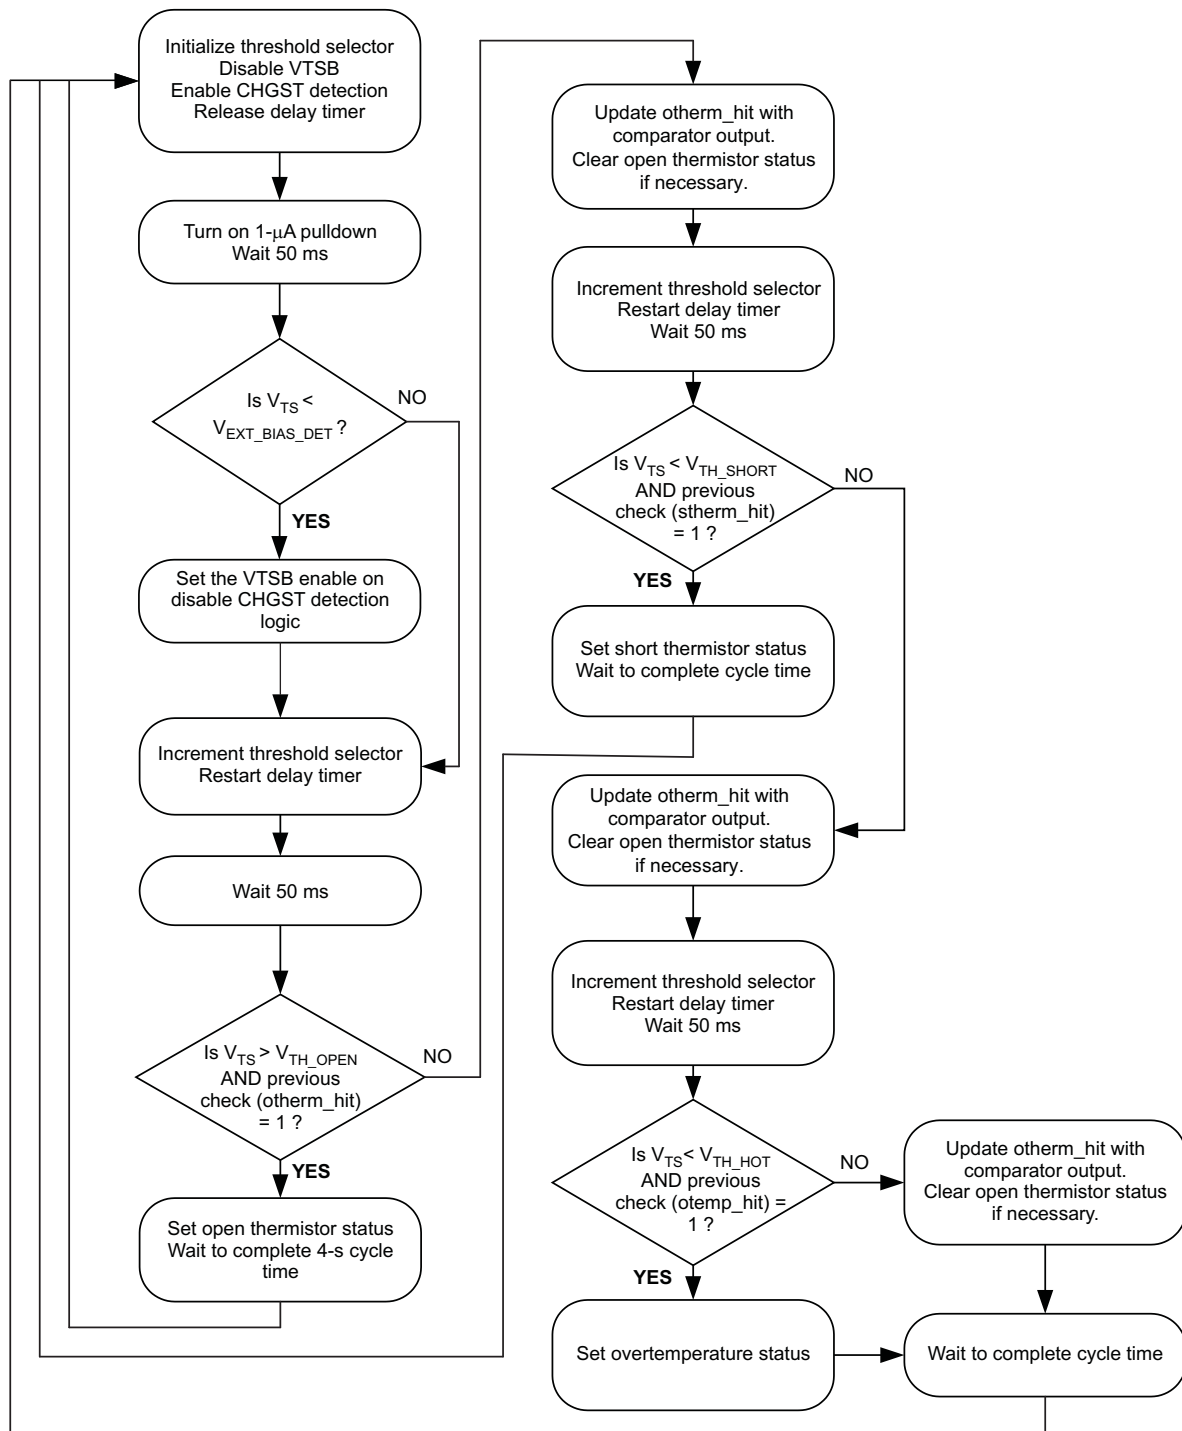 Initialize threshold selector
Disable VTSB
Enable CHGST detection
Release delay timer
Turn on 1-μA pulldown
Wait 50 ms
Is VTS <
VEXT_BIAS_DET ?
NO
YES
Set the VTSB enable on
disable CHGST detection
logic
Increment threshold selector
Restart delay timer
Wait 50 ms
Is VTS > VTH_OPEN
AND previous
check (otherm_hit)
= 1 ?
NO
YES
Set open thermistor status
Wait to complete 4-s cycle
time
Update otherm_hit with
comparator output.
Clear open thermistor status
if necessary.
Increment threshold selector
Restart delay timer
Wait 50 ms
Is VTS < VTH_SHORT
AND previous
check (stherm_hit)
= 1 ?
NO
YES
Set short thermistor status
Wait to complete cycle time
Update otherm_hit with
comparator output.
Clear open thermistor status
if necessary.
Increment threshold selector
Restart delay timer
Wait 50 ms
Is VTS< VTH_HOT
AND previous
check (otemp_hit) =
1 ?
NO
YES
Update otherm_hit with
comparator output.
Clear open thermistor status
if necessary.
Set overtemperature status
Wait to complete cycle time